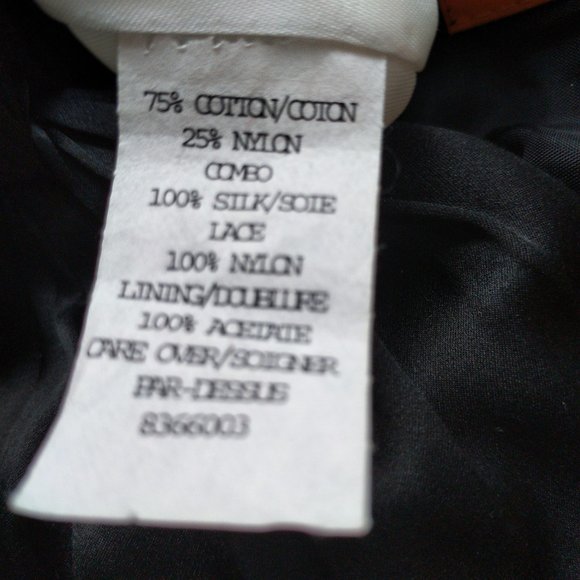 75% COTTON/COTON
25% NYLON
COMBO
100% SILK/SOIE
LACE
100% NYLON
LINING/DOUBLURE
100% ACETATE
CARE OVER/SOIGNER
PAR-DESSUS
8366003